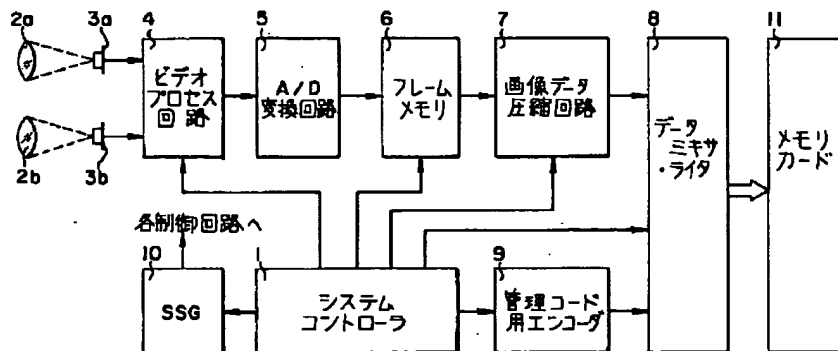 2a
3a
4
5
6
7
8
11
ビデオ
プロセス
回路
A/D
変換回路
フレーム
メモリ
画像データ
圧縮回路
データ
ミキサ
・ライタ
メモリ
カード
2b
3b
各制御回路へ
10
1
9
SSG
システム
コントローラ
管理コード
用エンコーダ